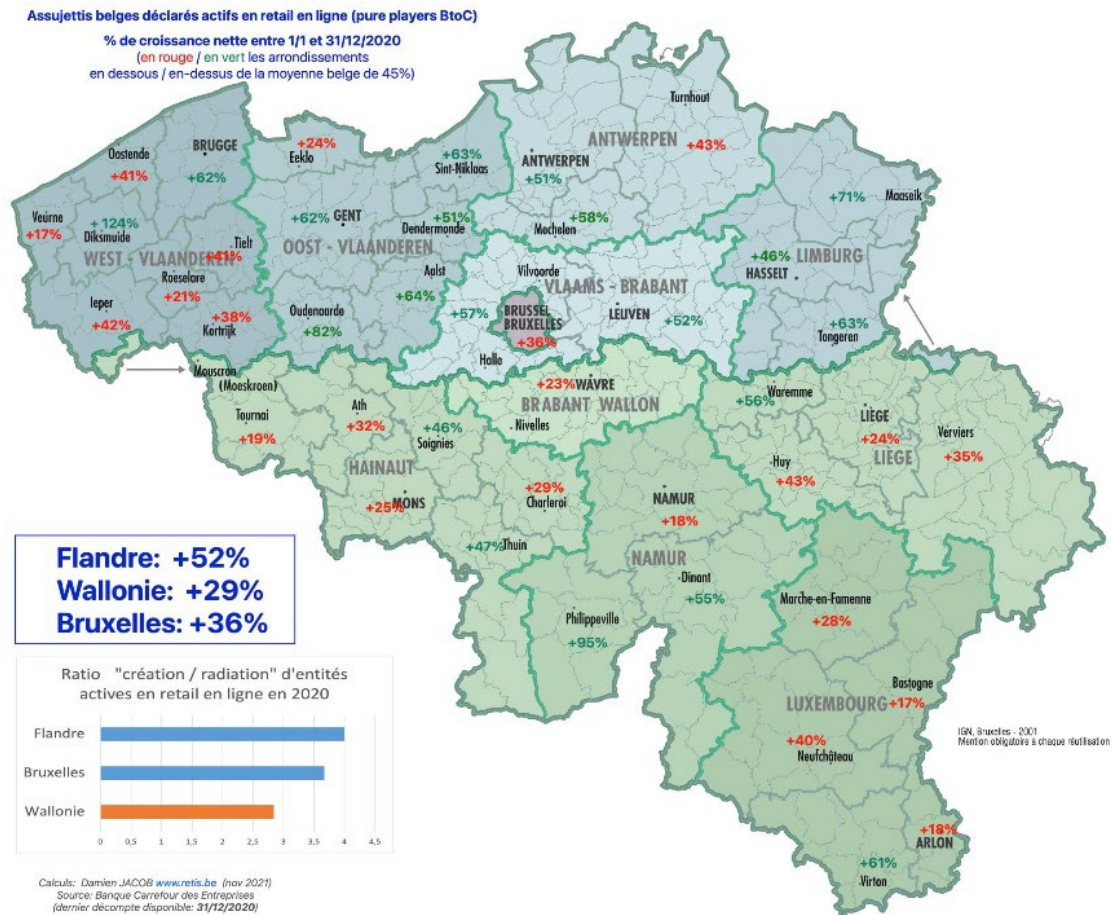 Assujettis belges déclarés actifs en retail en ligne (pure players BtoC)
% de croissance nette entre 1/1 et 31/12/2020
(en rouge / en vert les arrondissements
en dessous / en-dessus de la moyenne belge de 45%)
Turnhout
ANTWERPEN
+43%
Oostende
+41%
BRUGGE
+62%
+24%
Eeklo
+63%
Sint-Niklaas
ANTWERPEN
+51%
+71%
Maaseik
Veurne
+17%
+124%
Diksmuide
+62%
GENT
+51%
Dendermonde
+58%
Mechelen
WEST - VLAANDEREN
Tielt
+41%
OOST - VLAANDEREN
+46%
HASSELT
LIMBURG
Roeselare
+21%
Aalst
+64%
Vilvoorde
VLAAMS - BRABANT
Ieper
+42%
+38%
Kortrijk
Oudenaarde
+82%
+57%
BRUSSEL
BRUXELLES
+36%
LEUVEN
+52%
+63%
Tongeren
Halle
Mouscron
(Moeskroen)
+23%
WAVRE
BRABANT WALLON
Nivelles
Waremme
+56%
Tournai
+19%
Ath
+32%
+46%
Soignies
LIÈGE
+24%
LIÈGE
Verviers
+35%
HAINAUT
Huy
+43%
MONS
+25%
+29%
Charleroi
NAMUR
+18%
+47%
Thuin
NAMUR
Dinant
+55%
Marche-en-Famenne
+28%
Philippeville
+95%
Bastogne
+17%
LUXEMBOURG
+40%
Neufchâteau
+18%
ARLON
+61%
Virton
IGN, Bruxelles - 2001
Mention obligatoire à chaque réutilisation
Flandre: +52%
Wallonie: +29%
Bruxelles: +36%
Ratio "création / radiation" d'entités
actives en retail en ligne en 2020
Flandre
Bruxelles
Wallonie
0 0,5 1 1,5 2 2,5 3 3,5 4 4,5
Calculs: Damien JACOB www.retis.be (nov 2021)
Source: Banque Carrefour des Entreprises
(dernier décompte disponible: 31/12/2020)